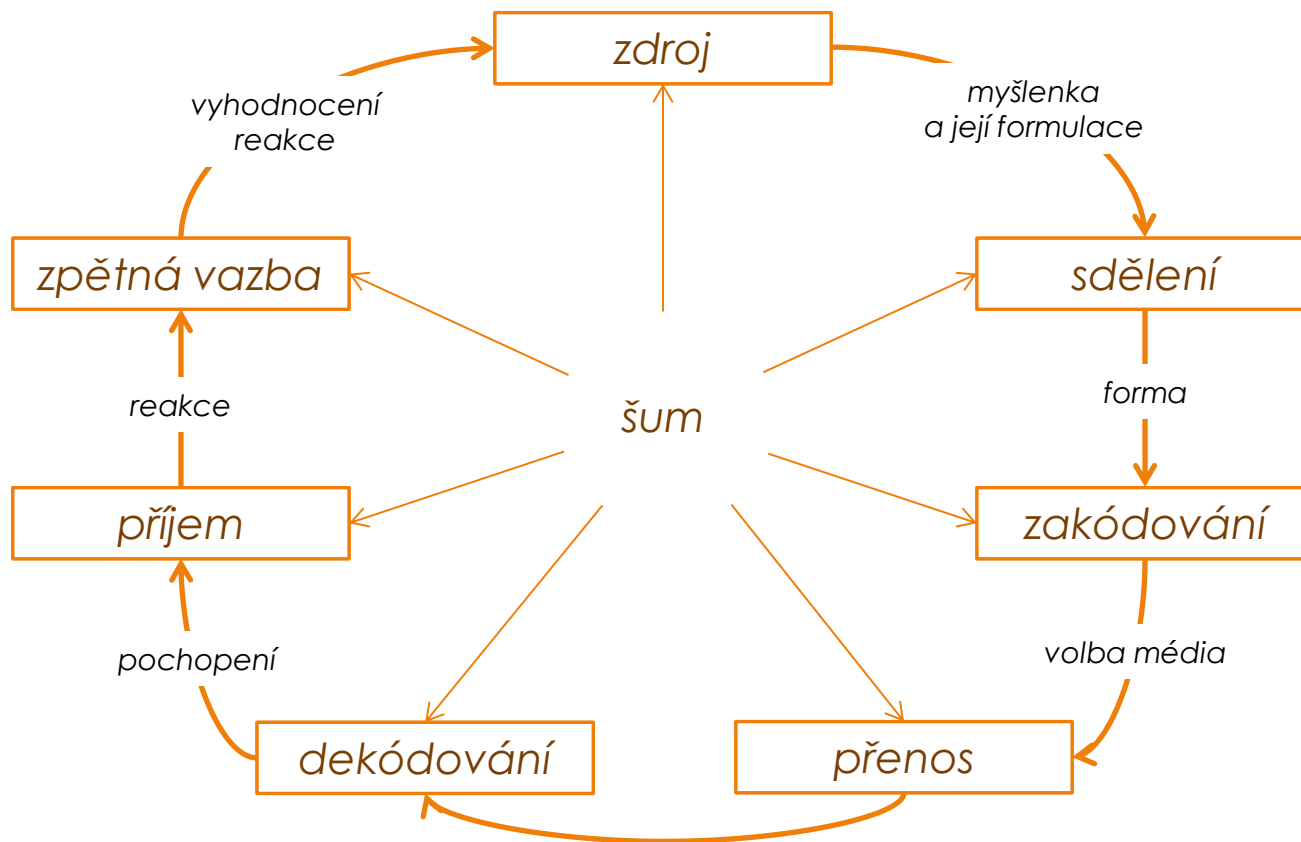 zdroj
myšlenka
a její formulace
vyhodnocení
reakce
zpětná vazba
sdělení
reakce
šum
forma
příjem
zakódování
pochopení
volba média
dekódování
přenos